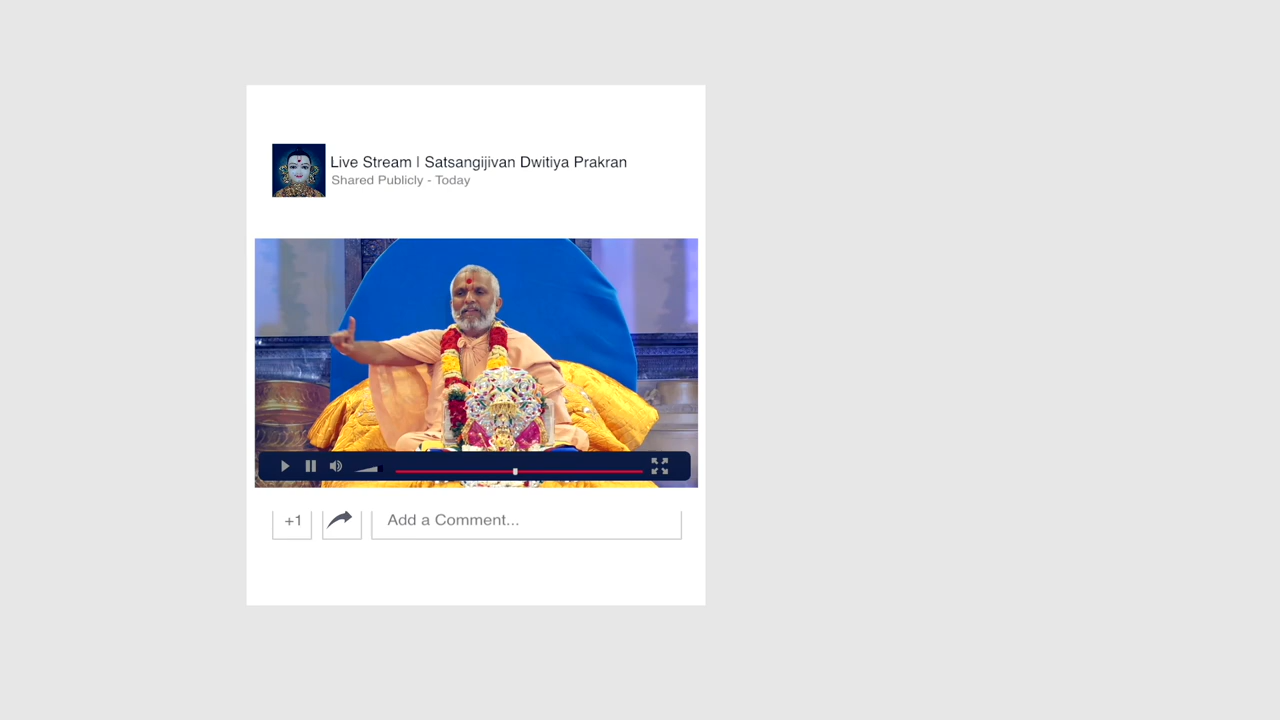 Live Stream | Satsangijivan Dwitiya Prakran
Shared Publicly - Today
+1
Add a Comment...